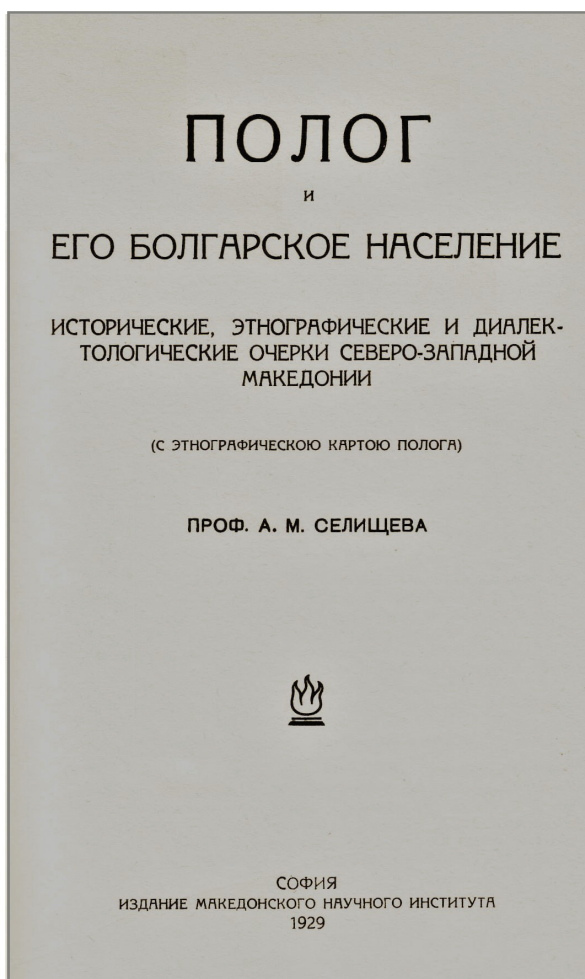 ПОЛОГ
И
ЕГО БОЛГАРСКОЕ НАСЕЛЕНИЕ
ИСТОРИЧЕСКИЕ, ЭТНОГРАФИЧЕСКИЕ И ДИАЛЕК-
ТОЛОГИЧЕСКИЕ ОЧЕРКИ СЕВЕРО-ЗАПАДНОЙ
МАКЕДОНИИ
(С ЭТНОГРАФИЧЕСКОЮ КАРТОЮ ПОЛОГА)
ПРОФ. А. М. СЕЛИЩЕВА
СОФИЯ
ИЗДАНИЕ МАКЕДОНСКОГО НАУЧНОГО ИНСТИТУТА
1929